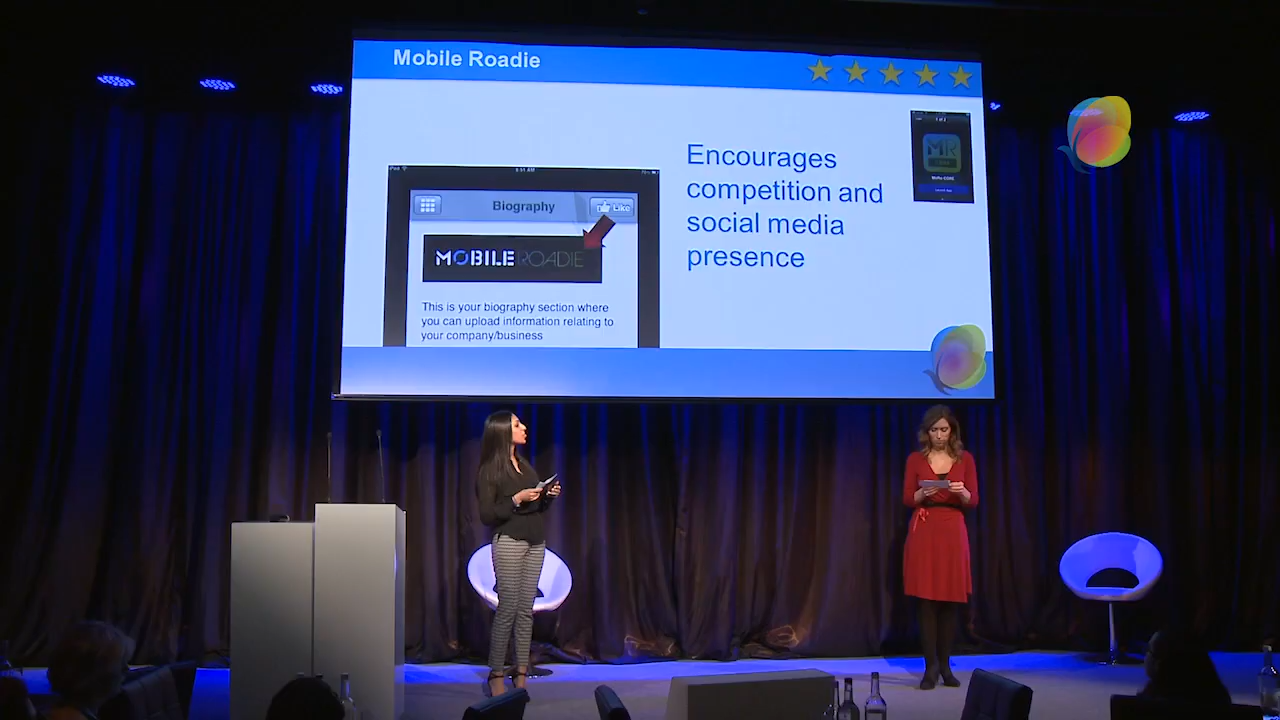 Mobile Roadie
Encourages
competition and
social media
presence
Biography
Like
MOBILEROADIE
This is your biography section where
you can upload information relating to
your company/business
MR